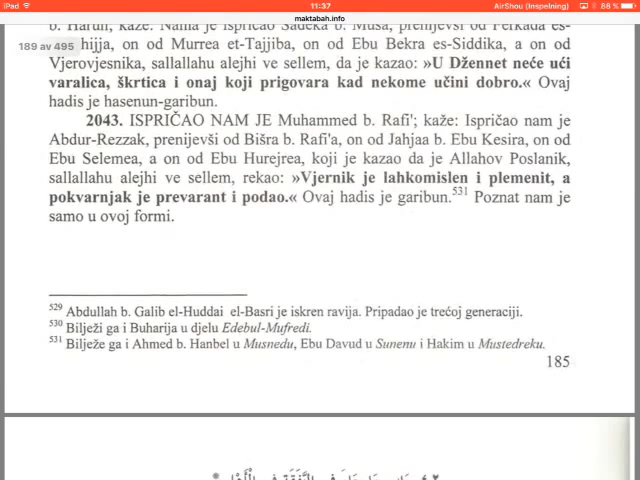 iPad 11:37 AirShou (Inspelning) 68 %
maktabah.info
b. Harun, kaže: Nama je ispričao Sadeka b. Musa, prenijevši od Ferkada es-
189 av 495
hija, on od Murrea et-Tajjiba, on od Ebu Bekra es-Siddika, a on od
Vjerovjesnika, sallallahu alejhi ve sellem, da je kazao: »U Džennet neće ući
varalica, škrtica i onaj koji prigovara kad nekome učini dobro.« Ovaj
hadis je hasenun-garibun.
2043. ISPRIČAO NAM JE Muhammed b. Rafi'; kaže: Ispričao nam je
Abdur-Rezzak, prenijevši od Bišra b. Rafi'a, on od Jahjaa b. Ebu Kesira, on od
Ebu Selemea, a on od Ebu Hurejrea, koji je kazao da je Allahov Poslanik,
sallallahu alejhi ve sellem, rekao: »Vjernik je lahkomislen i plemenit, a
pokvarnjak je prevarant i podao.« Ovaj hadis je garibun.531 Poznat nam je
samo u ovoj formi.
529 Abdullah b. Galib el-Huddai el-Basri je iskren ravija. Pripadao je trećoj generaciji.
530 Bilježi ga i Buharija u djelu Edebul-Mufredi.
531 Bilježe ga i Ahmed b. Hanbel u Musnedu, Ebu Davud u Sunenu i Hakim u Mustedreku.
185